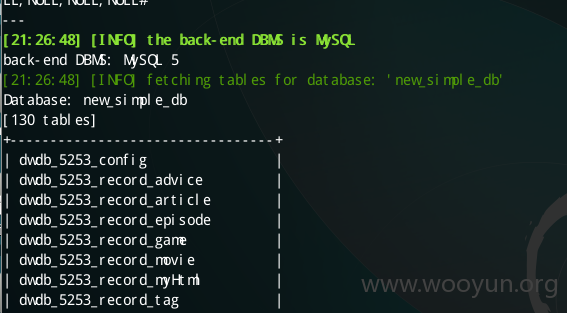 LL, NULL, NULL, NULL#
---
[21:26:48] [INFO] the back-end DBMS is MySQL
back-end DBMS: MySQL 5
[21:26:48] [INFO] fetching tables for database: 'new_simple_db'
Database: new_simple_db
[130 tables]
+---------------------------------+
| dwdb_5253_config |
| dwdb_5253_record_advice |
| dwdb_5253_record_article |
| dwdb_5253_record_episode |
| dwdb_5253_record_game |
| dwdb_5253_record_movie |
| dwdb_5253_record_myHtml |
| dwdb_5253_record_tag |
www.wooyun.org